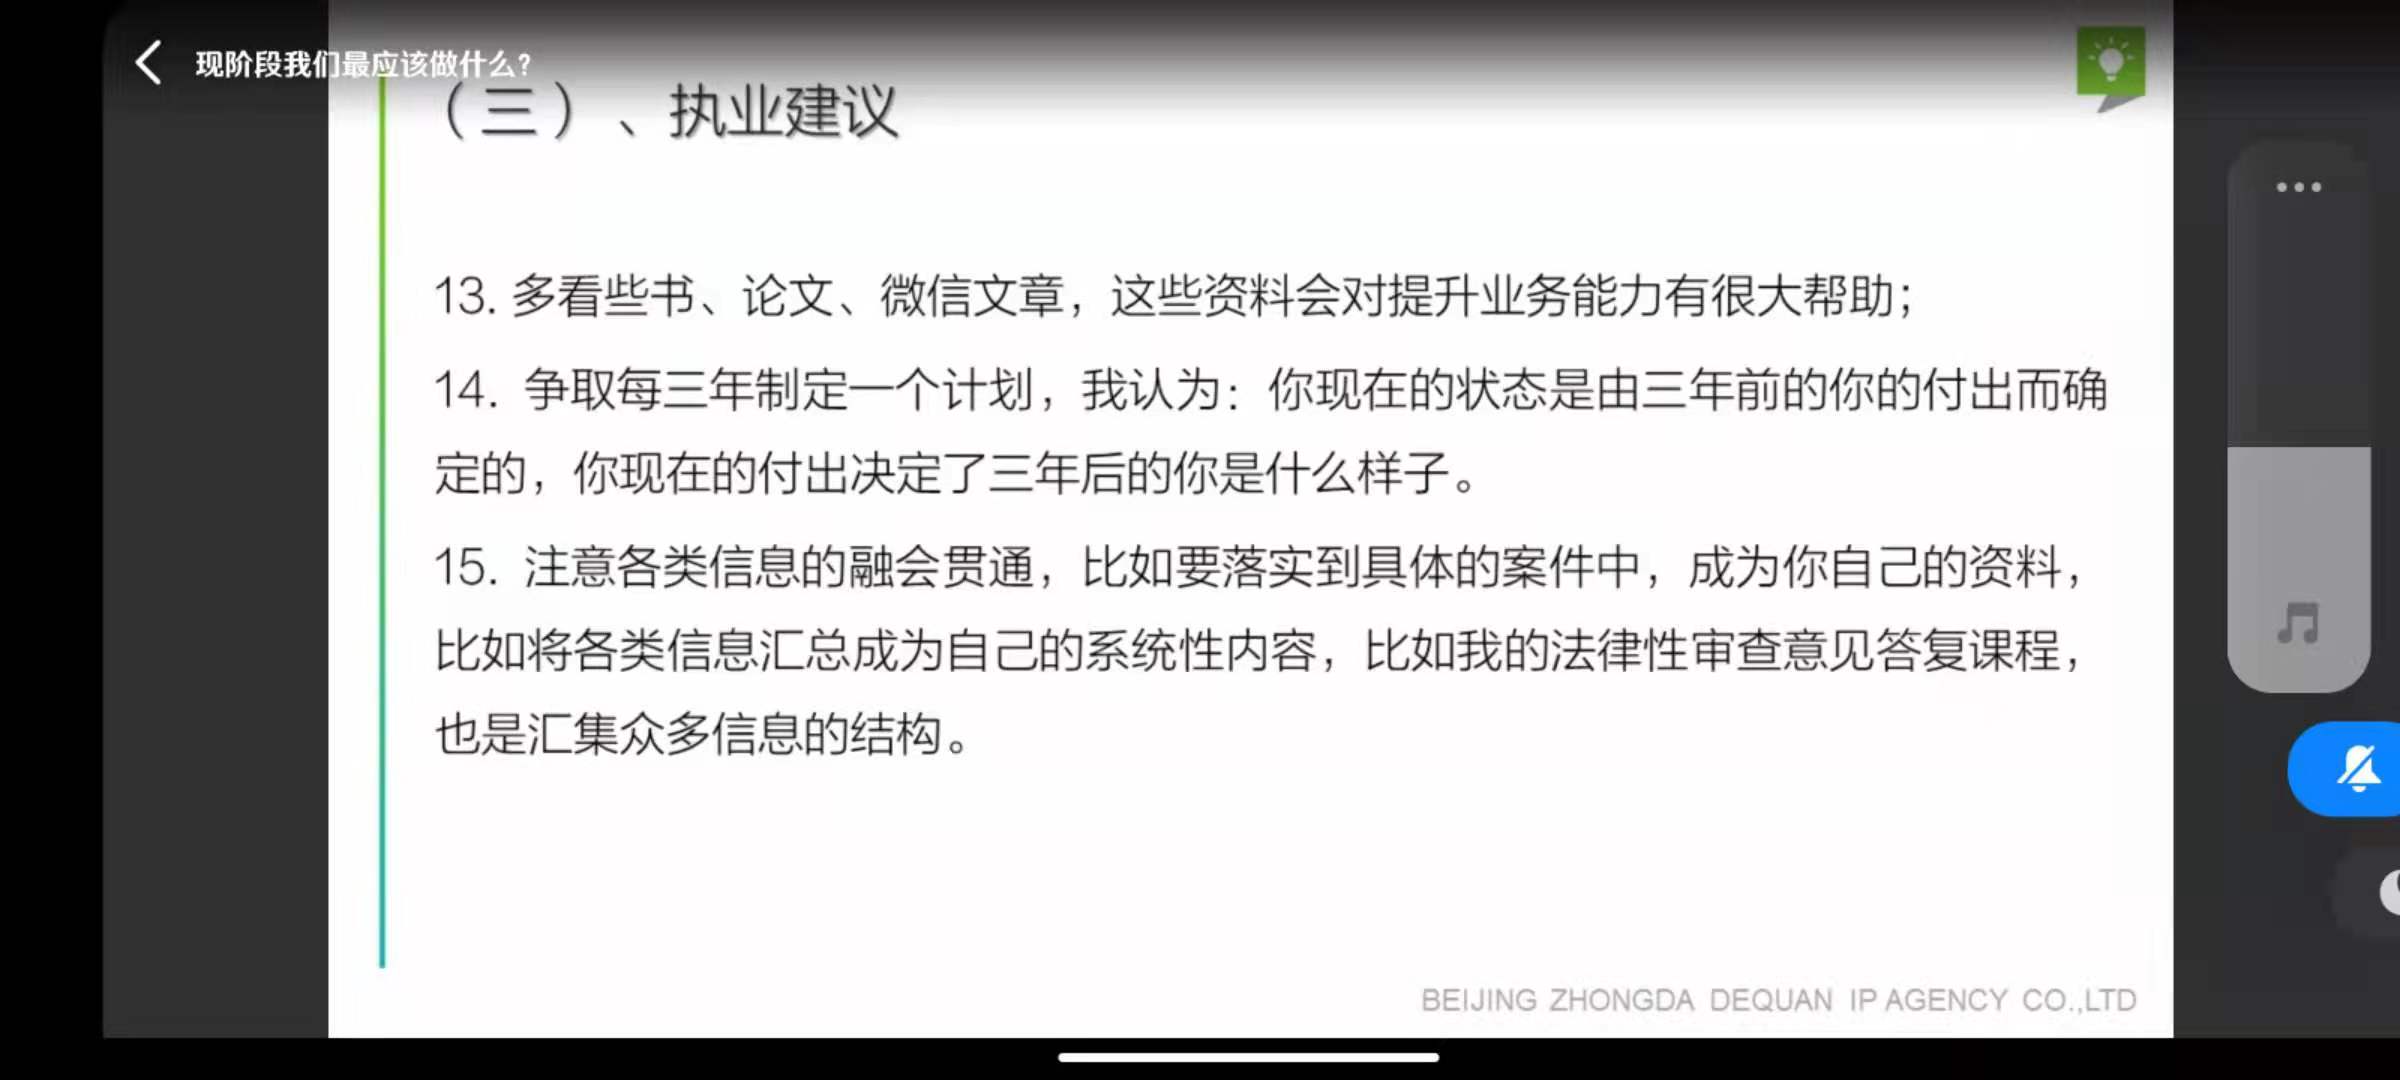 现阶段我们最应该做什么?
（三）、执业建议
13. 多看些书、论文、微信文章，这些资料会对提升业务能力有很大帮助；
14. 争取每三年制定一个计划，我认为：你现在的状态是由三年前的你的付出而确
定的，你现在的付出决定了三年后的你是什么样子。
15. 注意各类信息的融会贯通，比如要落实到具体的案件中，成为你自己的资料，
比如将各类信息汇总成为自己的系统性内容，比如我的法律性审查意见答复课程，
也是汇集众多信息的结构。
BEIJING ZHONGDA DEQUAN IP AGENCY CO.,LTD